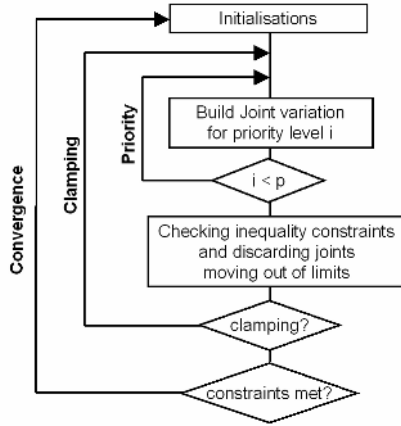 Initialisations
Build Joint variation
for priority level i
i < p
Checking inequality constraints
and discarding joints
moving out of limits
clamping?
constraints met?
Priority
Clamping
Convergence